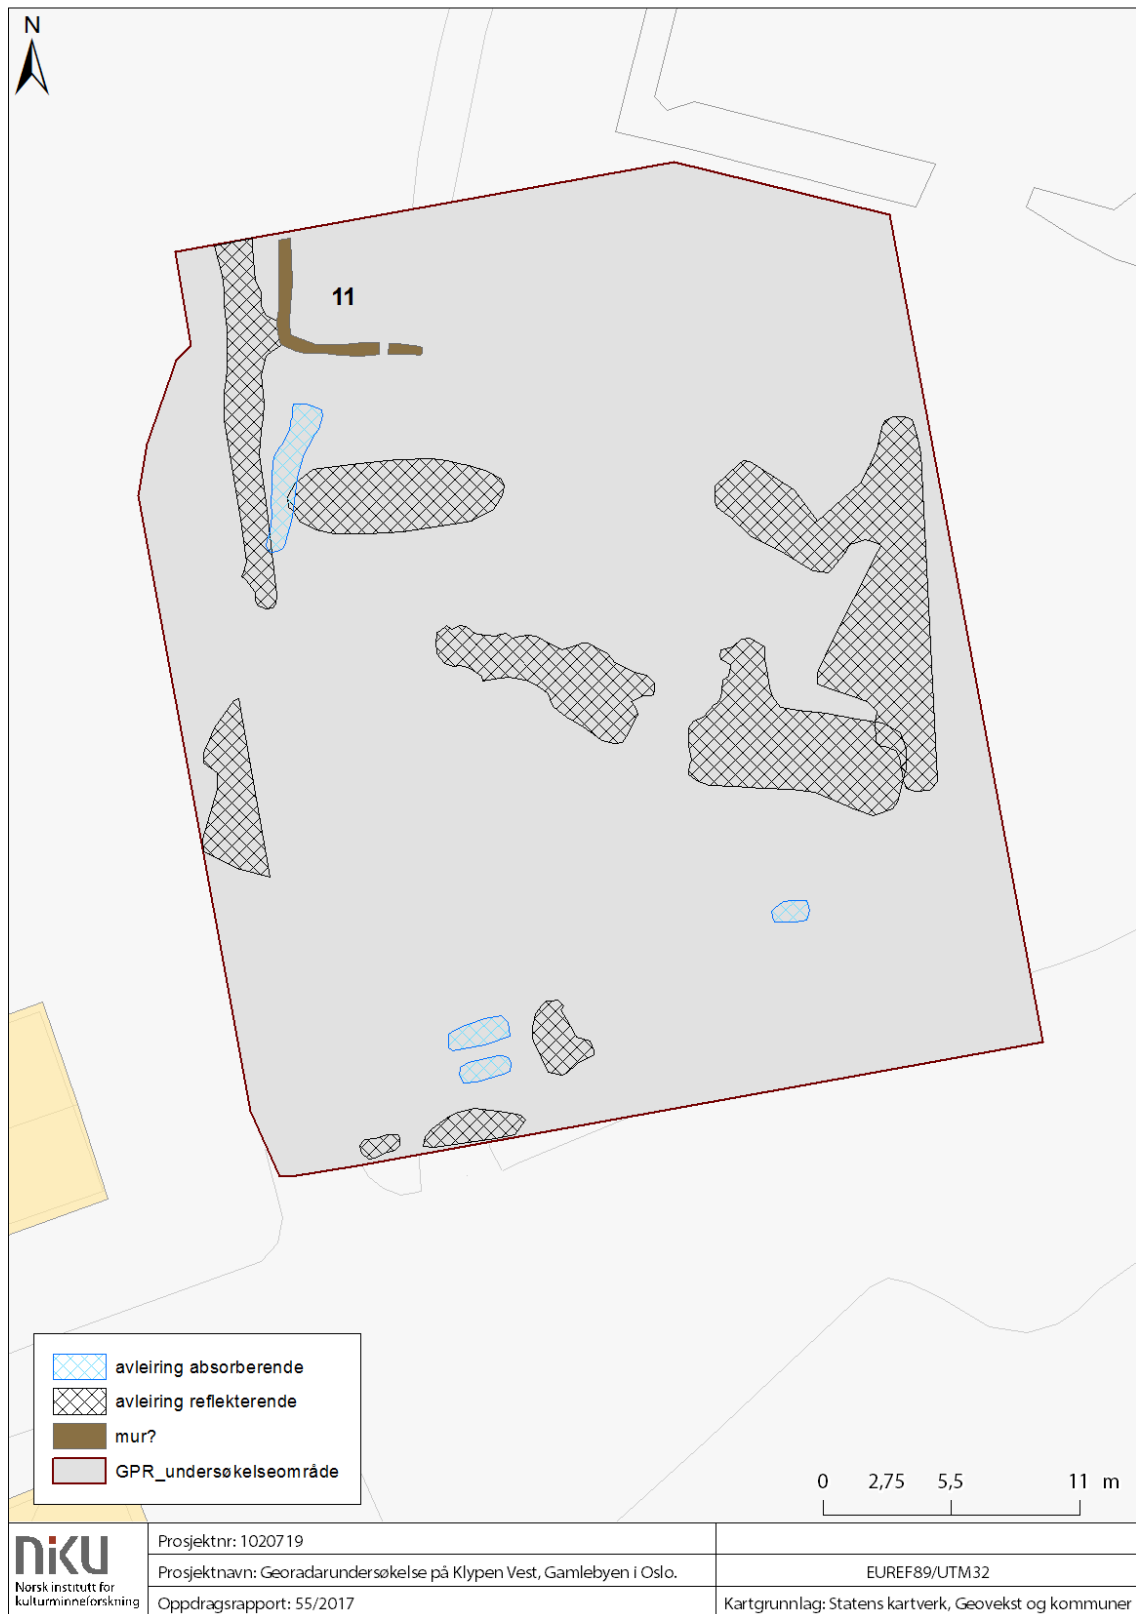 N
11
avleiring absorberende
avleiring reflekterende
mur?
GPR_undersøkelseområde
0 2,75 5,5 11 m
niku
Norsk institutt for
kulturminneforskning
Prosjektnr: 1020719
Prosjektnavn: Georadarundersøkelse på Klypen Vest, Gamlebyen i Oslo.
EUREF89/UTM32
Oppdragsrapport: 55/2017
Kartgrunnlag: Statens kartverk, Geovekst og kommuner